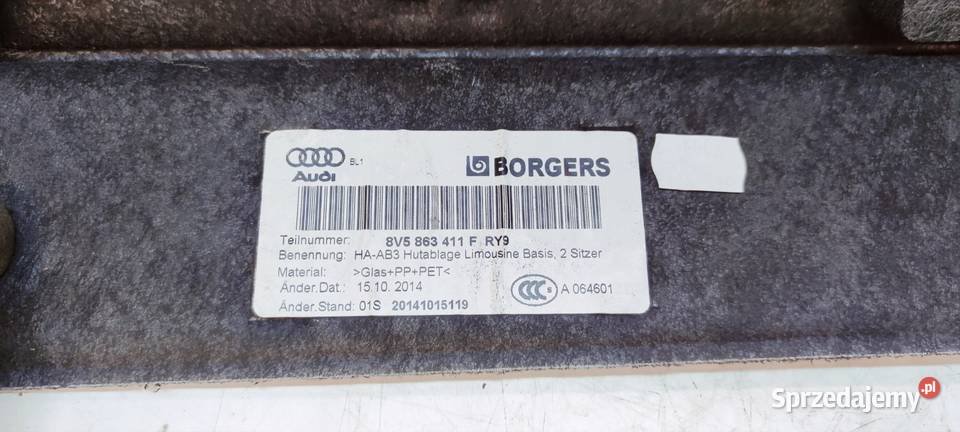 BL1
Audi
BORGERS
Teilnummer: 8V5 863 411 F RY9
Benennung: HA-AB3 Hutablage Limousine Basis, 2 Sitzer
Material: >Glas+PP+PET<
Änder.Dat.: 15.10. 2014
CCC S A 064601
Änder.Stand: 01S 20141015119
Sprzedajemy.pl